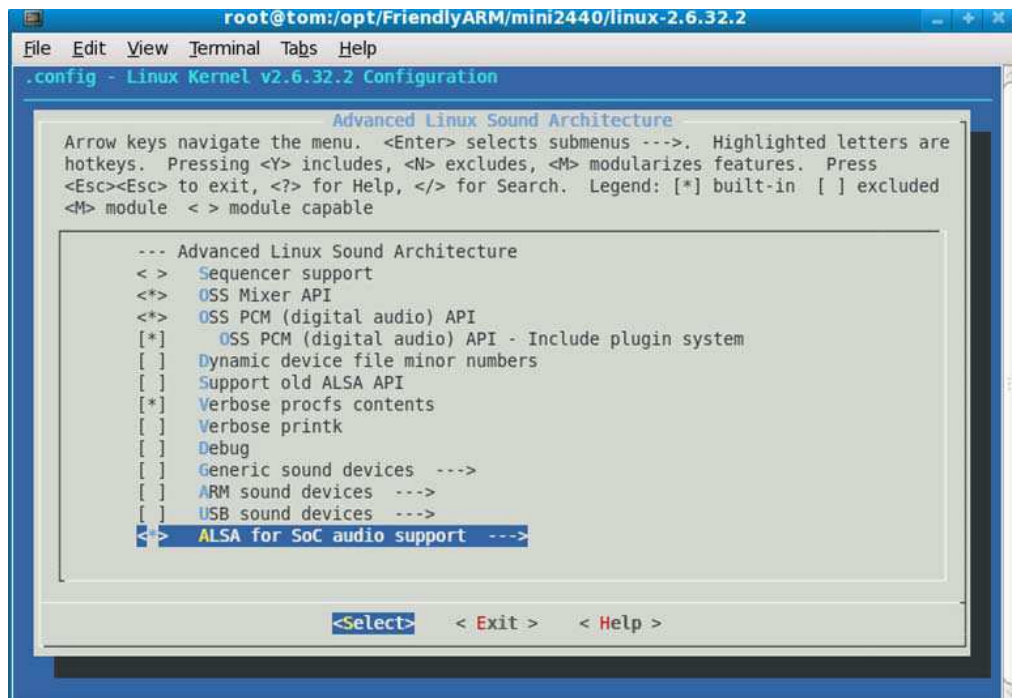 root@tom:/opt/FriendlyARM/mini2440/linux-2.6.32.2
File Edit View Terminal Tabs Help
.config - Linux Kernel v2.6.32.2 Configuration
Advanced Linux Sound Architecture
Arrow keys navigate the menu. <Enter> selects submenus --->. Highlighted letters are
hotkeys. Pressing <Y> includes, <N> excludes, <M> modularizes features. Press
<Esc><Esc> to exit, <?> for Help, </> for Search. Legend: [*] built-in [ ] excluded
<M> module < > module capable
--- Advanced Linux Sound Architecture
< > Sequencer support
<*> OSS Mixer API
<*> OSS PCM (digital audio) API
[*] OSS PCM (digital audio) API - Include plugin system
[ ] Dynamic device file minor numbers
[ ] Support old ALSA API
[*] Verbose procfs contents
[ ] Verbose printk
[ ] Debug
[ ] Generic sound devices --->
[ ] ARM sound devices --->
[ ] USB sound devices --->
<*> ALSA for SoC audio support --->
<Select> < Exit > < Help >